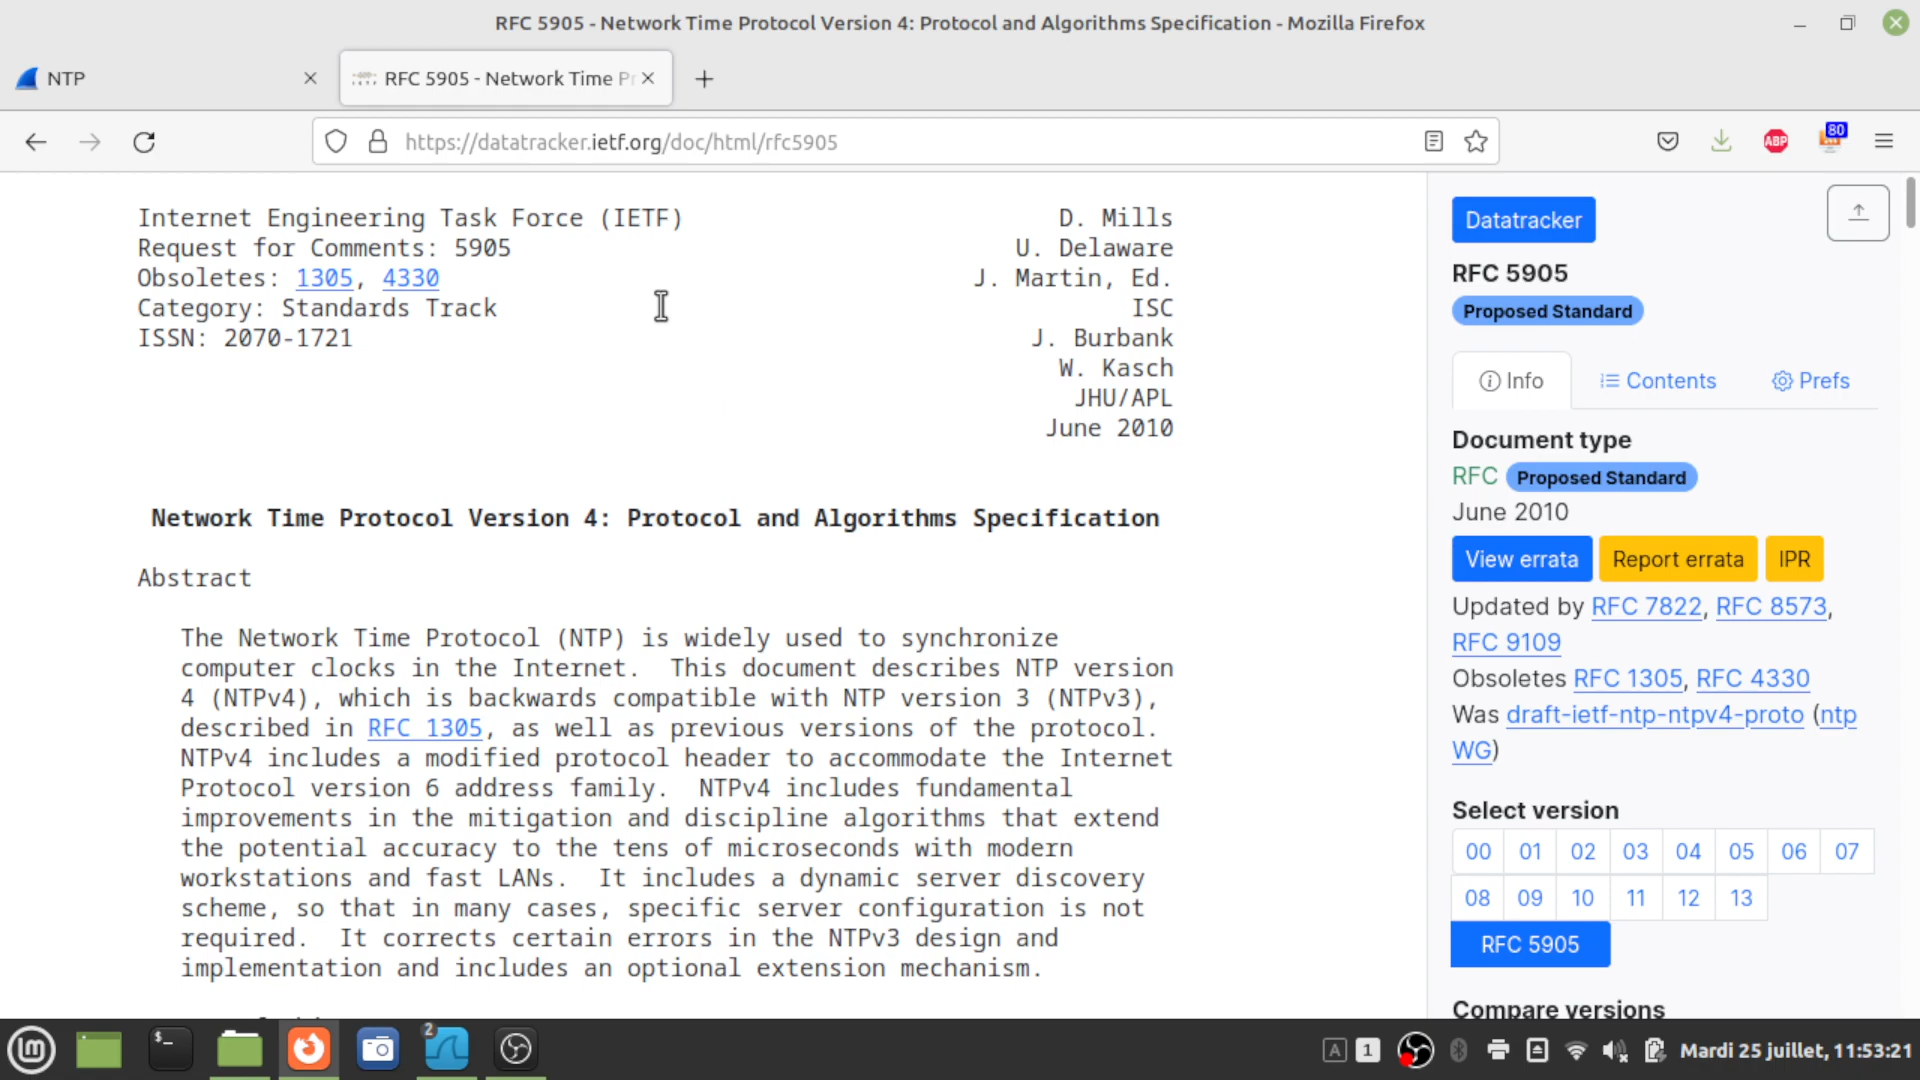 RFC 5905 - Network Time Protocol Version 4: Protocol and Algorithms Specification - Mozilla Firefox
NTP
RFC 5905 - Network Time Pr
https://datatracker.ietf.org/doc/html/rfc5905
ABP
80
Internet Engineering Task Force (IETF) D. Mills
Request for Comments: 5905 U. Delaware
Obsoletes: 1305, 4330 J. Martin, Ed.
Category: Standards Track ISC
ISSN: 2070-1721 J. Burbank
W. Kasch
JHU/APL
June 2010
Network Time Protocol Version 4: Protocol and Algorithms Specification
Abstract
The Network Time Protocol (NTP) is widely used to synchronize
computer clocks in the Internet. This document describes NTP version
4 (NTPv4), which is backwards compatible with NTP version 3 (NTPv3),
described in RFC 1305, as well as previous versions of the protocol.
NTPv4 includes a modified protocol header to accommodate the Internet
Protocol version 6 address family. NTPv4 includes fundamental
improvements in the mitigation and discipline algorithms that extend
the potential accuracy to the tens of microseconds with modern
workstations and fast LANs. It includes a dynamic server discovery
scheme, so that in many cases, specific server configuration is not
required. It corrects certain errors in the NTPv3 design and
implementation and includes an optional extension mechanism.
Datatracker
RFC 5905
Proposed Standard
Info Contents Prefs
Document type
RFC Proposed Standard
June 2010
View errata Report errata IPR
Updated by RFC 7822, RFC 8573,
RFC 9109
Obsoletes RFC 1305, RFC 4330
Was draft-ietf-ntp-ntpv4-proto (ntp
WG)
Select version
00 01 02 03 04 05 06 07
08 09 10 11 12 13
RFC 5905
Compare versions
2
A 1 Mardi 25 juillet, 11:53:21